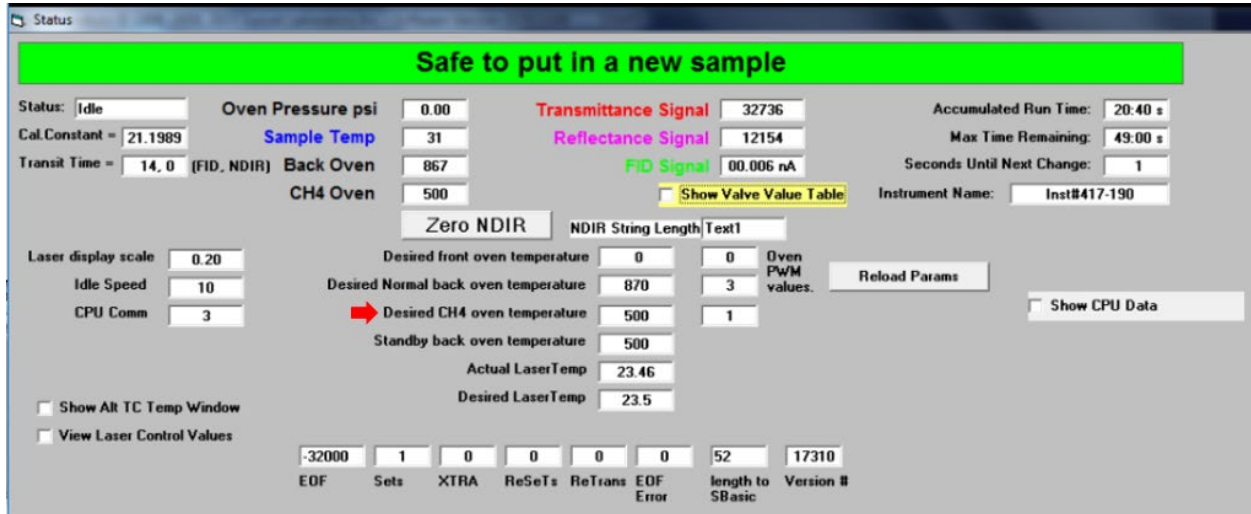 Status
Safe to put in a new sample
Status: Idle
Oven Pressure psi 0.00
Transmittance Signal 32736
Accumulated Run Time: 20:40 s
Cal.Constant = 21.1989
Sample Temp 31
Reflectance Signal 12154
Max Time Remaining: 49:00 s
Transit Time = 14, 0 (FID, NDIR)
Back Oven 867
FID Signal 00.006 nA
Seconds Until Next Change: 1
CH4 Oven 500
Show Valve Value Table
Instrument Name: Inst#417-190
Zero NDIR
NDIR String Length Text1
Laser display scale 0.20
Desired front oven temperature 0 0
Oven
PWM
values.
Reload Params
Idle Speed 10
Desired Normal back oven temperature 870 3
CPU Comm 3
Desired CH4 oven temperature 500 1
Show CPU Data
Standby back oven temperature 500
Actual LaserTemp 23.46
Desired LaserTemp 23.5
Show Alt TC Temp Window
View Laser Control Values
-32000 1 0 0 0 0 52 17310
EOF Sets XTRA ReSeTs ReTrans EOF length to Version #
Error SBasic